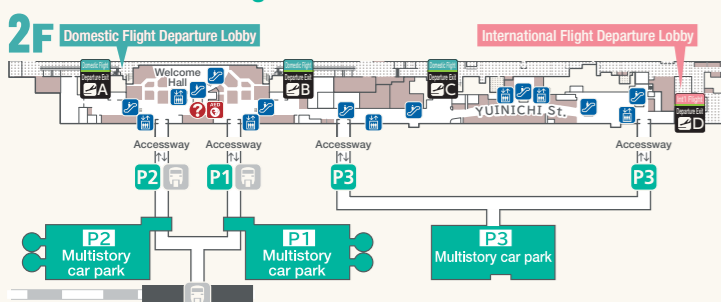 2F
Domestic Flight Departure Lobby
International Flight Departure Lobby
Domestic Flight
Departure Exit
A
Welcome
Hall
Domestic Flight
Departure Exit
B
Domestic Flight
Departure Exit
C
Int'l Flight
Departure Exit
D
?
AED
YUINICHI St.
Accessway
Accessway
Accessway
Accessway
P2
P1
P3
P3
P2
Multistory
car park
P1
Multistory
car park
P3
Multistory car park